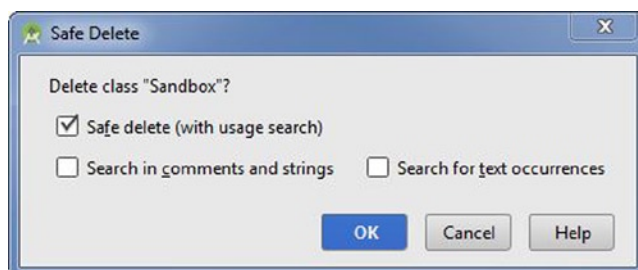 Safe Delete
Delete class "Sandbox"?
Safe delete (with usage search)
Search in comments and strings Search for text occurrences
OK Cancel Help